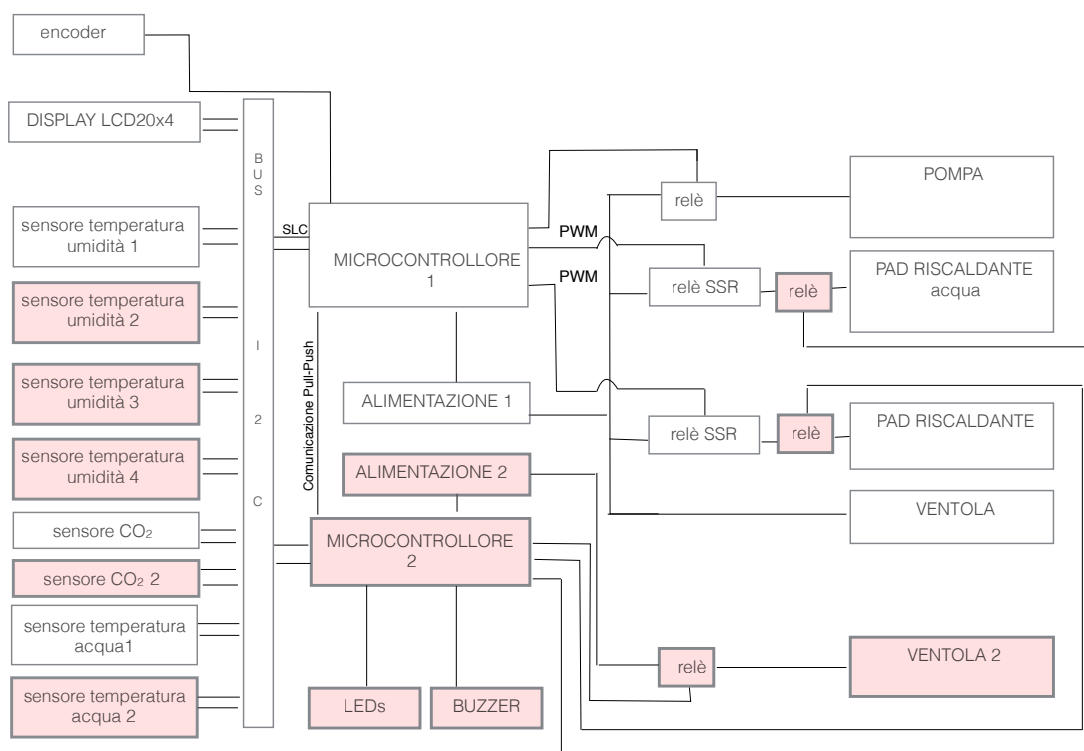 encoder
DISPLAY LCD20x4
sensore temperatura
umidità 1
sensore temperatura
umidità 2
sensore temperatura
umidità 3
sensore temperatura
umidità 4
sensore CO₂
sensore CO₂ 2
sensore temperatura
acqua1
sensore temperatura
acqua 2
B
U
S
I
2
C
SLC
MICROCONTROLLORE
1
Comunicazione Pull-Push
ALIMENTAZIONE 1
ALIMENTAZIONE 2
MICROCONTROLLORE
2
LEDs
BUZZER
PWM
PWM
relè
relè SSR
relè
relè SSR
relè
relè
POMPA
PAD RISCALDANTE
acqua
PAD RISCALDANTE
VENTOLA
VENTOLA 2